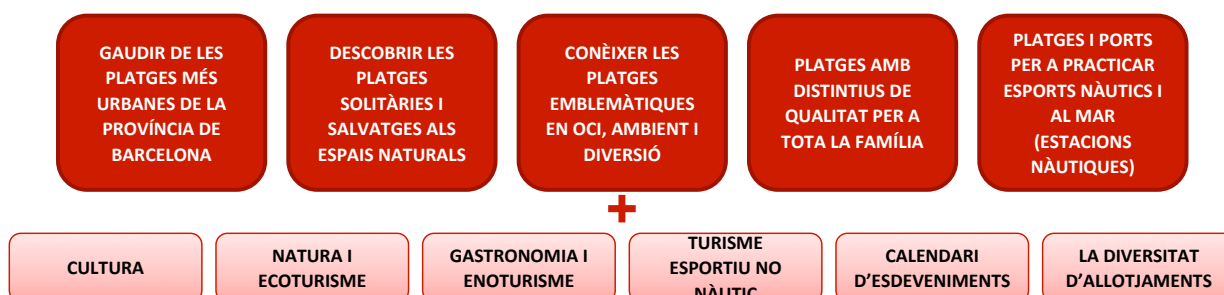 GAUDIR DE LES
PLATGES MÉS
URBANES DE LA
PROVÍNCIA DE
BARCELONA
DESCOBRIR LES
PLATGES
SOLITÀRIES I
SALVATGES ALS
ESPAIS NATURALS
CONÈIXER LES
PLATGES
EMBLEMÀTIQUES
EN OCI, AMBIENT I
DIVERSIÓ
PLATGES AMB
DISTINTIUS DE
QUALITAT PER A
TOTA LA FAMÍLIA
PLATGES I PORTS
PER A PRACTICAR
ESPORTS NÀUTICS I
AL MAR
(ESTACIONS
NÀUTIQUES)
+
CULTURA
NATURA I
ECOTURISME
GASTRONOMIA I
ENOTURISME
TURISME
ESPORTIU NO
NÀUTIC
CALENDARI
D'ESDEVENIMENTS
LA DIVERSITAT
D'ALLOTJAMENTS